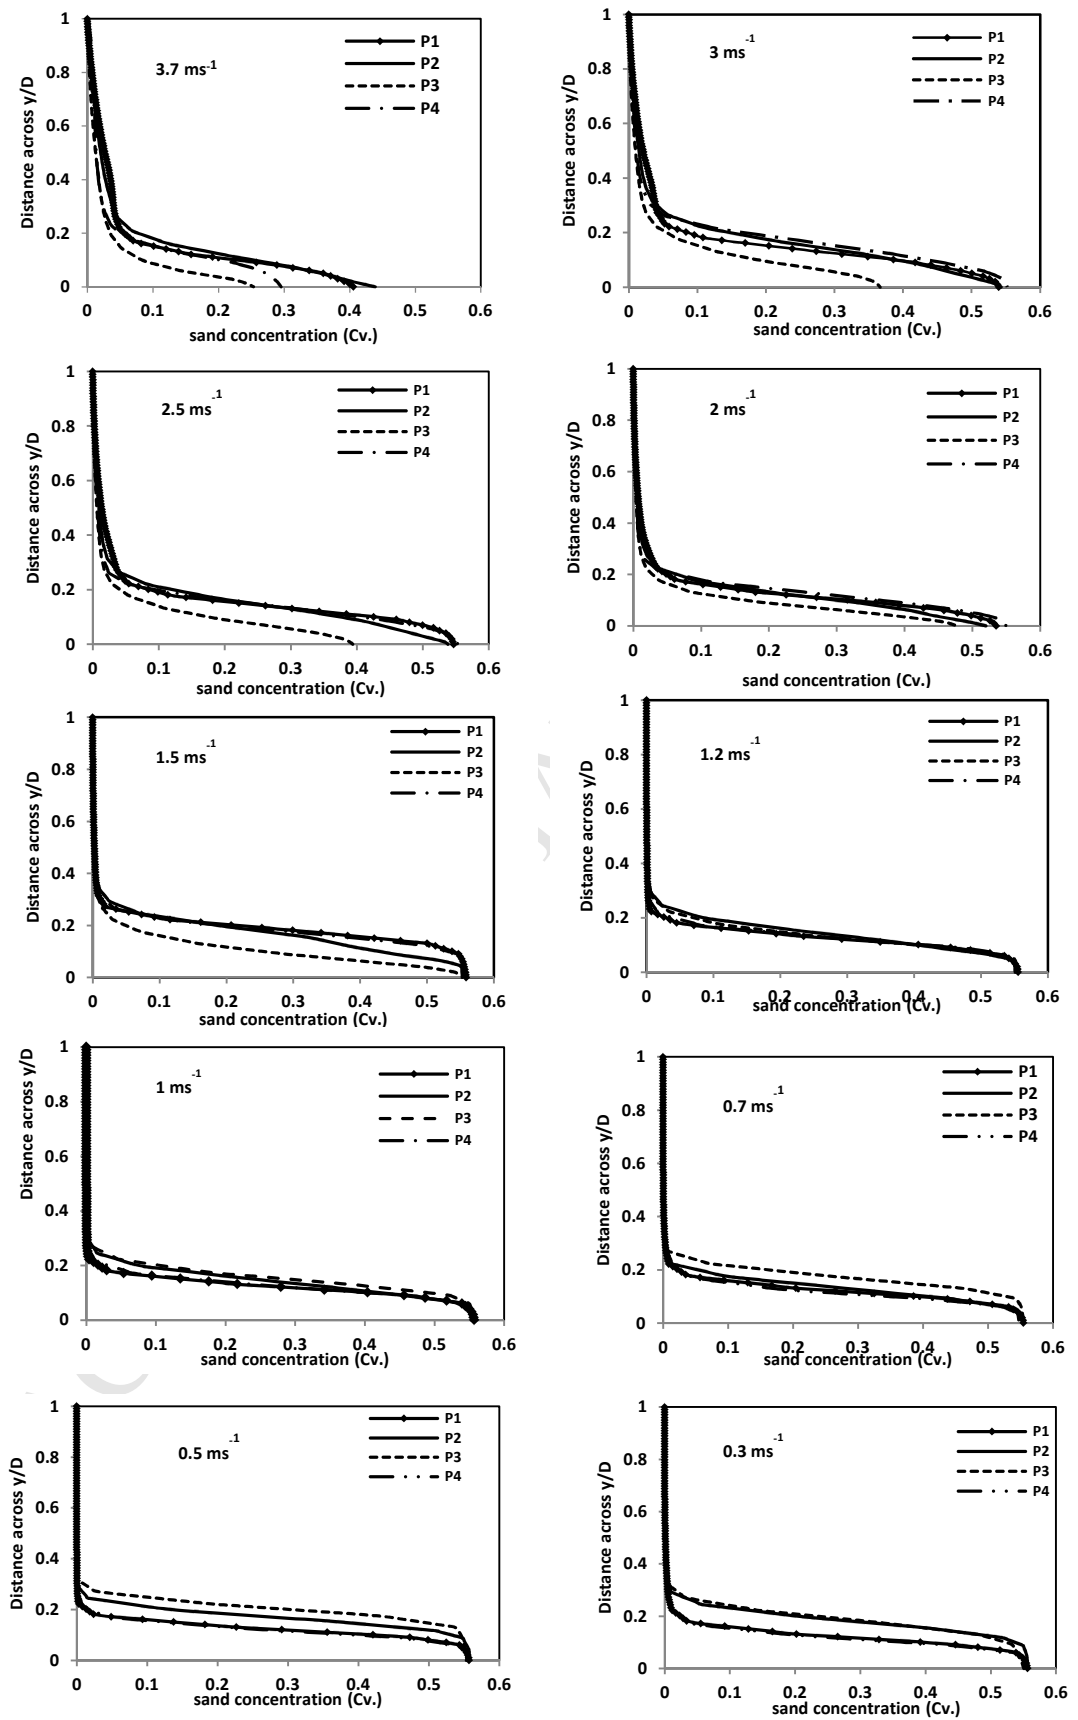 1
0.8
0.6
0.4
0.2
0
0 0.1 0.2 0.3 0.4 0.5 0.6
Distance across y/D
sand concentration (Cv.)
3.7 ms-1
P1
P2
P3
P4
1
0.8
0.6
0.4
0.2
0
0 0.1 0.2 0.3 0.4 0.5 0.6
Distance across y/D
sand concentration (Cv.)
3 ms-1
P1
P2
P3
P4
1
0.8
0.6
0.4
0.2
0
0 0.1 0.2 0.3 0.4 0.5 0.6
Distance across y/D
sand concentration (Cv.)
2.5 ms-1
P1
P2
P3
P4
1
0.8
0.6
0.4
0.2
0
0 0.1 0.2 0.3 0.4 0.5 0.6
Distance across y/D
sand concentration (Cv.)
2 ms-1
P1
P2
P3
P4
1
0.8
0.6
0.4
0.2
0
0 0.1 0.2 0.3 0.4 0.5 0.6
Distance across y/D
sand concentration (Cv.)
1.5 ms-1
P1
P2
P3
P4
1
0.8
0.6
0.4
0.2
0
0 0.1 0.2 0.3 0.4 0.5 0.6
Distance across y/D
sand concentration (Cv.)
1.2 ms-1
P1
P2
P3
P4
1
0.8
0.6
0.4
0.2
0
0 0.1 0.2 0.3 0.4 0.5 0.6
Distance across y/D
sand concentration (Cv.)
1 ms-1
P1
P2
P3
P4
1
0.8
0.6
0.4
0.2
0
0 0.1 0.2 0.3 0.4 0.5 0.6
Distance across y/D
sand concentration (Cv.)
0.7 ms-1
P1
P2
P3
P4
1
0.8
0.6
0.4
0.2
0
0 0.1 0.2 0.3 0.4 0.5 0.6
Distance across y/D
sand concentration (Cv.)
0.5 ms-1
P1
P2
P3
P4
1
0.8
0.6
0.4
0.2
0
0 0.1 0.2 0.3 0.4 0.5 0.6
Distance across y/D
sand concentration (Cv.)
0.3 ms-1
P1
P2
P3
P4